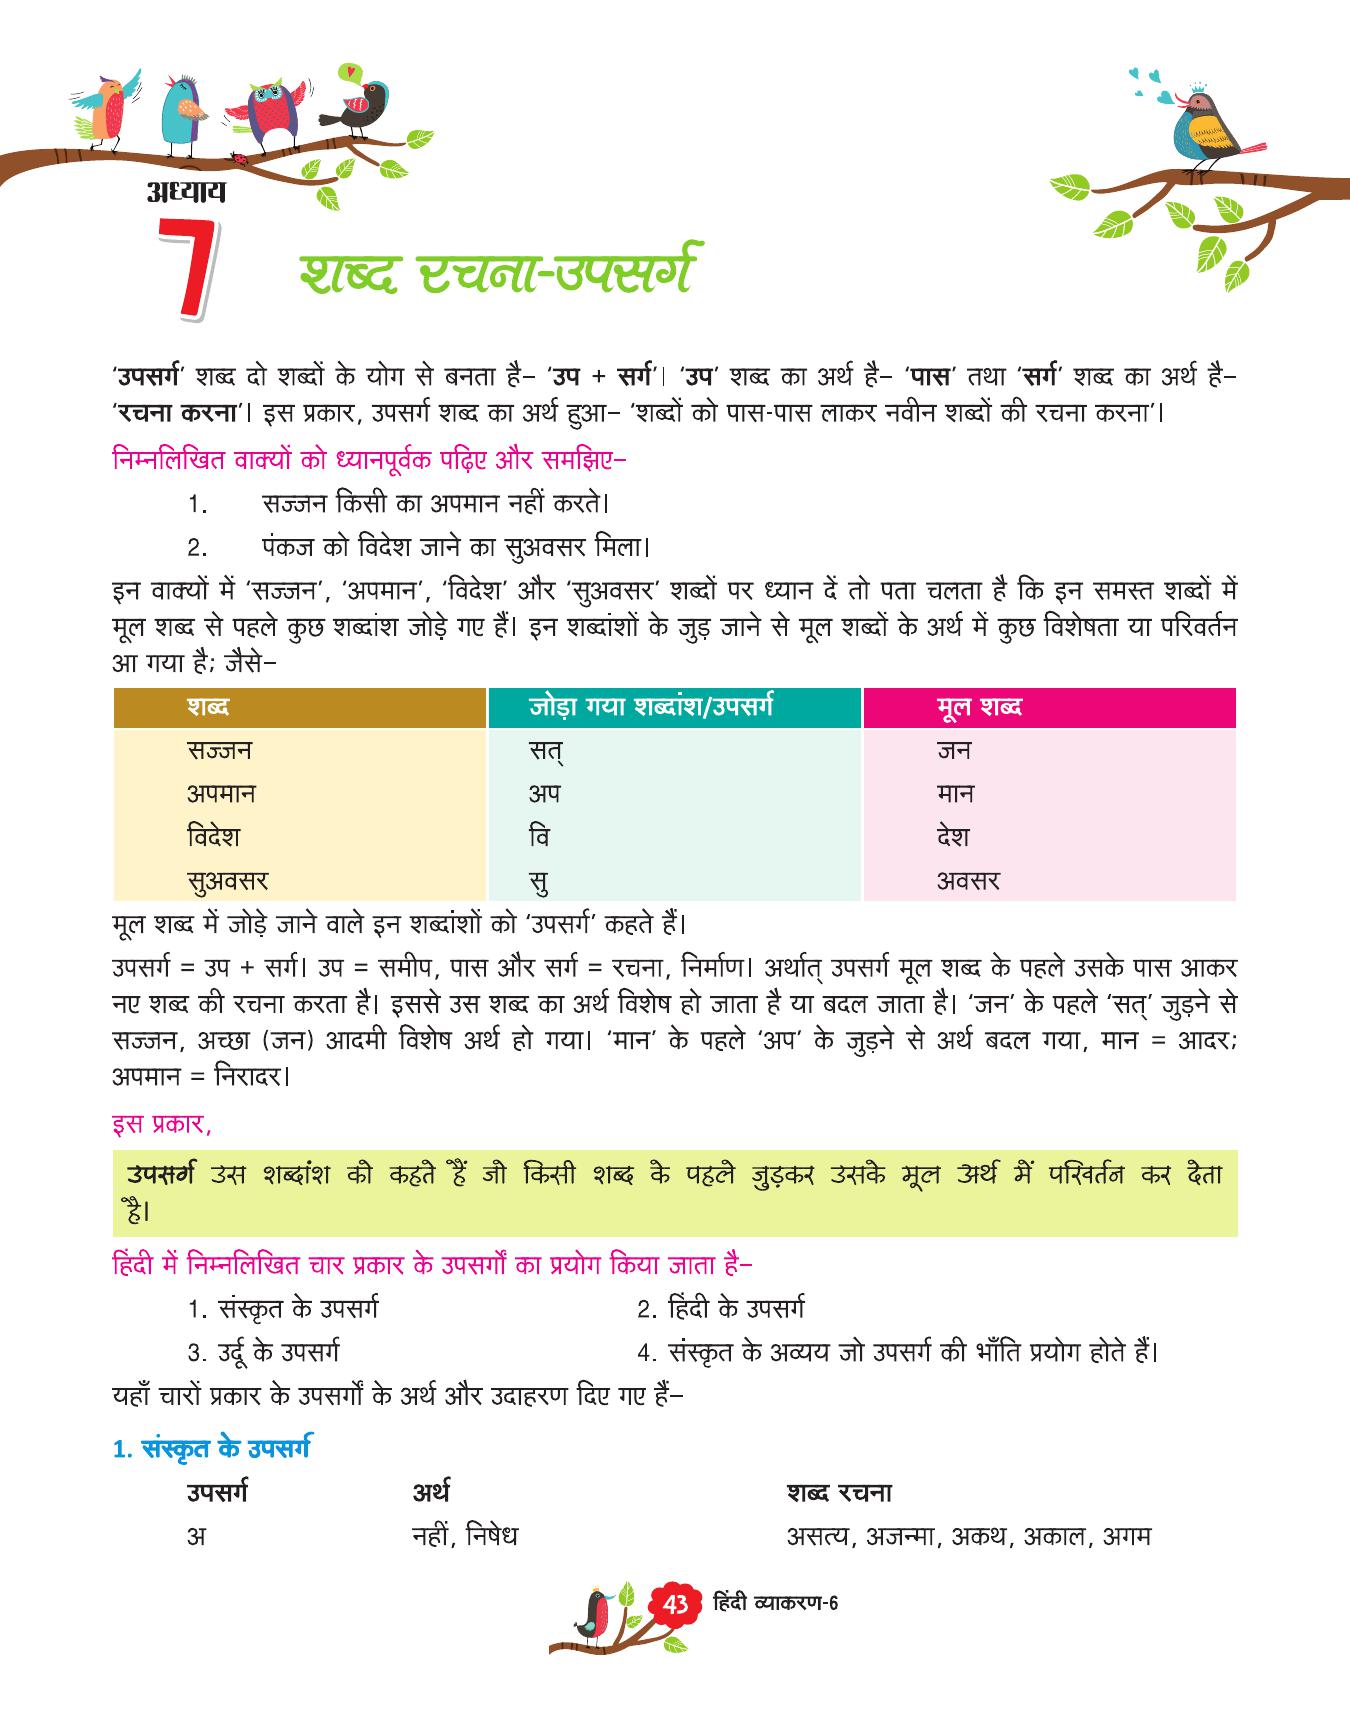 अध्याय
7
शब्द रचना-उपसर्ग
‘उपसर्ग’ शब्द दो शब्दों के योग से बनता है– ‘उप + सर्ग’। ‘उप’ शब्द का अर्थ है– ‘पास’ तथा ‘सर्ग’ शब्द का अर्थ है–
‘रचना करना’। इस प्रकार, उपसर्ग शब्द का अर्थ हुआ– ‘शब्दों को पास-पास लाकर नवीन शब्दों की रचना करना’।
निम्नलिखित वाक्यों को ध्यानपूर्वक पढ़िए और समझिए–
1. सज्जन किसी का अपमान नहीं करते।
2. पंकज को विदेश जाने का सुअवसर मिला।
इन वाक्यों में ‘सज्जन’, ‘अपमान’, ‘विदेश’ और ‘सुअवसर’ शब्दों पर ध्यान दें तो पता चलता है कि इन समस्त शब्दों में
मूल शब्द से पहले कुछ शब्दांश जोड़े गए हैं। इन शब्दांशों के जुड़ जाने से मूल शब्दों के अर्थ में कुछ विशेषता या परिवर्तन
आ गया है; जैसे–
शब्द जोड़ा गया शब्दांश/उपसर्ग मूल शब्द
सज्जन सत् जन
अपमान अप मान
विदेश वि देश
सुअवसर सु अवसर
मूल शब्द में जोड़े जाने वाले इन शब्दांशों को ‘उपसर्ग’ कहते हैं।
उपसर्ग = उप + सर्ग। उप = समीप, पास और सर्ग = रचना, निर्माण। अर्थात् उपसर्ग मूल शब्द के पहले उसके पास आकर
नए शब्द की रचना करता है। इससे उस शब्द का अर्थ विशेष हो जाता है या बदल जाता है। ‘जन’ के पहले ‘सत्’ जुड़ने से
सज्जन, अच्छा (जन) आदमी विशेष अर्थ हो गया। ‘मान’ के पहले ‘अप’ के जुड़ने से अर्थ बदल गया, मान = आदर;
अपमान = निरादर।
इस प्रकार,
उपसर्ग उस शब्दांश को कहते हैं जो किसी शब्द के पहले जुड़कर उसके मूल अर्थ में परिवर्तन कर देता
है।
हिंदी में निम्नलिखित चार प्रकार के उपसर्गों का प्रयोग किया जाता है–
1. संस्कृत के उपसर्ग 2. हिंदी के उपसर्ग
3. उर्दू के उपसर्ग 4. संस्कृत के अव्यय जो उपसर्ग की भाँति प्रयोग होते हैं।
यहाँ चारों प्रकार के उपसर्गों के अर्थ और उदाहरण दिए गए हैं–
1. संस्कृत के उपसर्ग
उपसर्ग अर्थ शब्द रचना
अ नहीं, निषेध असत्य, अजन्मा, अकथ, अकाल, अगम
43 हिंदी व्याकरण-6